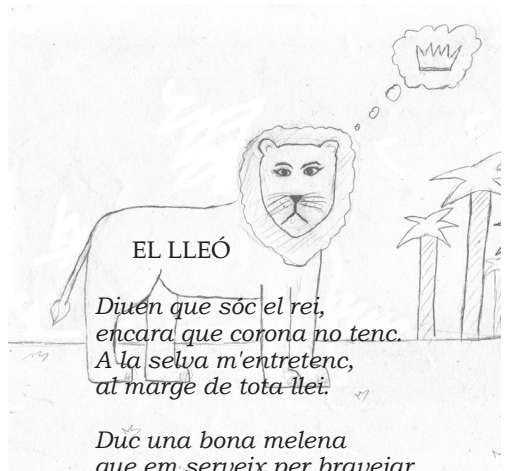 EL LLEÓ
Diuen que sóc el rei,
encara que corona no tenc.
A la selva m'entretenc,
al marge de tota llei.
Duc una bona melena
que em serveix per bravejar